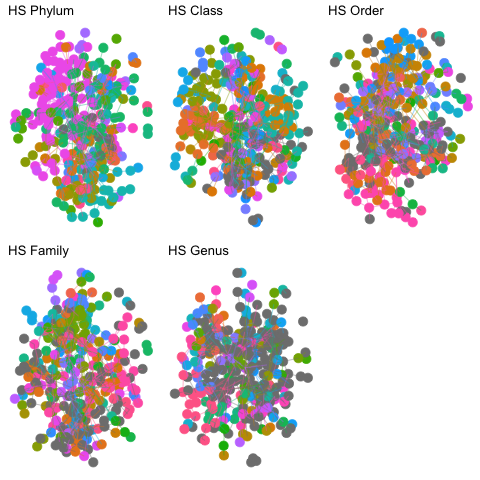 HS Phylum
HS Class
HS Order
HS Family
HS Genus